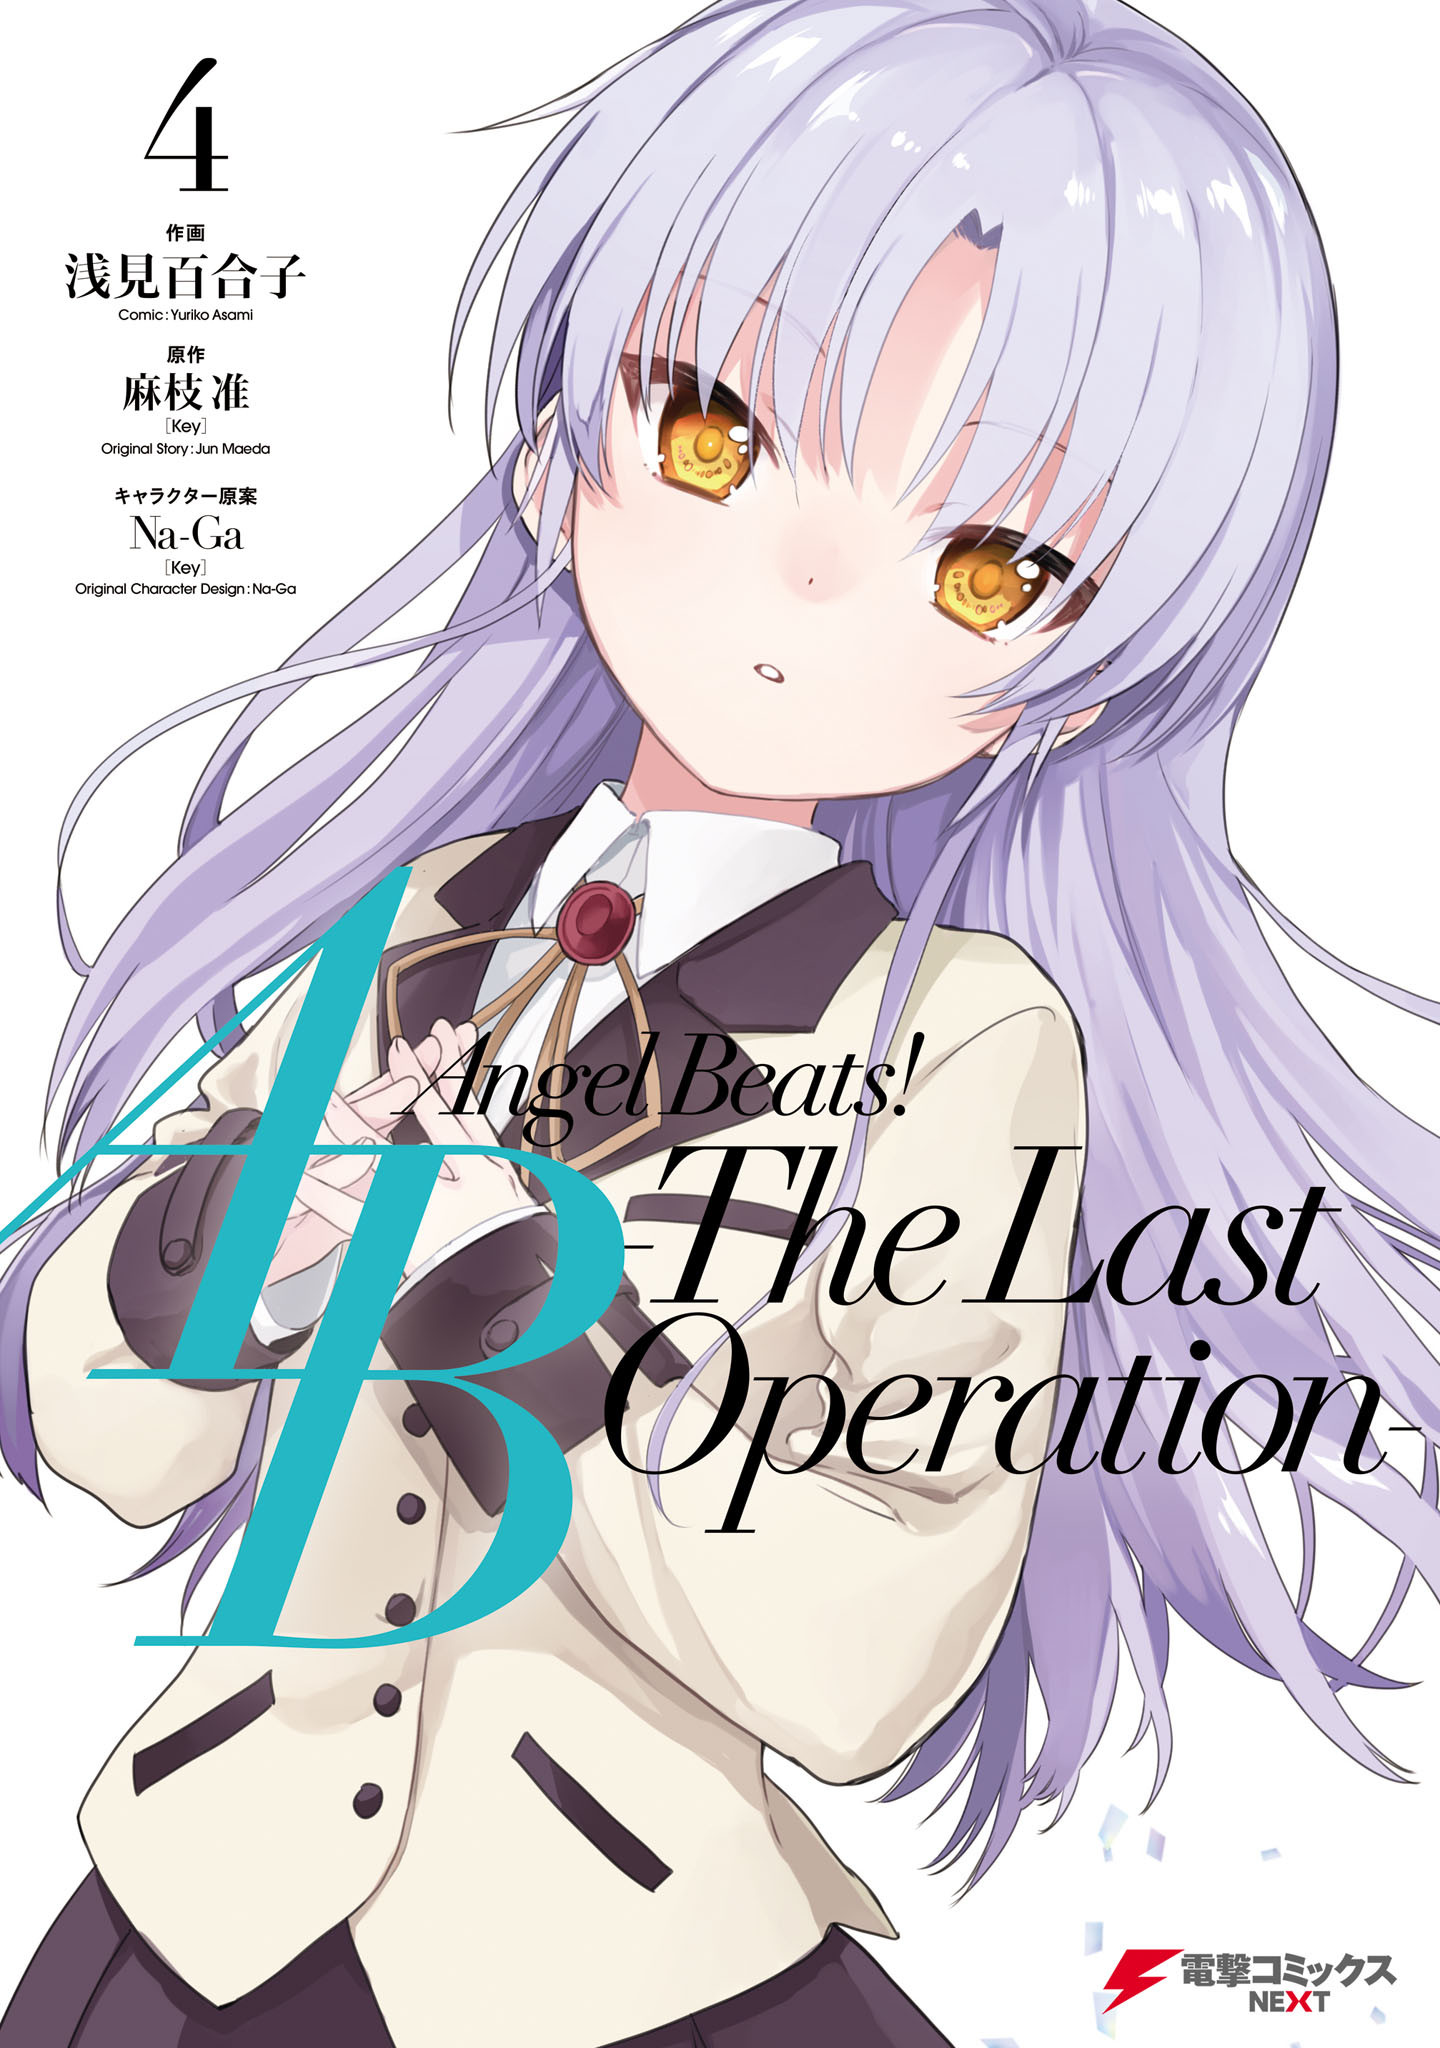 4
作画
浅見百合子
Comic:Yuriko Asami
原作
麻枝 准
[Key]
Original Story:Jun Maeda
キャラクター原案
Na-Ga
[Key]
Original Character Design:Na-Ga
AB
Angel Beats!
-The Last
Operation-
電撃コミックス
NEXT